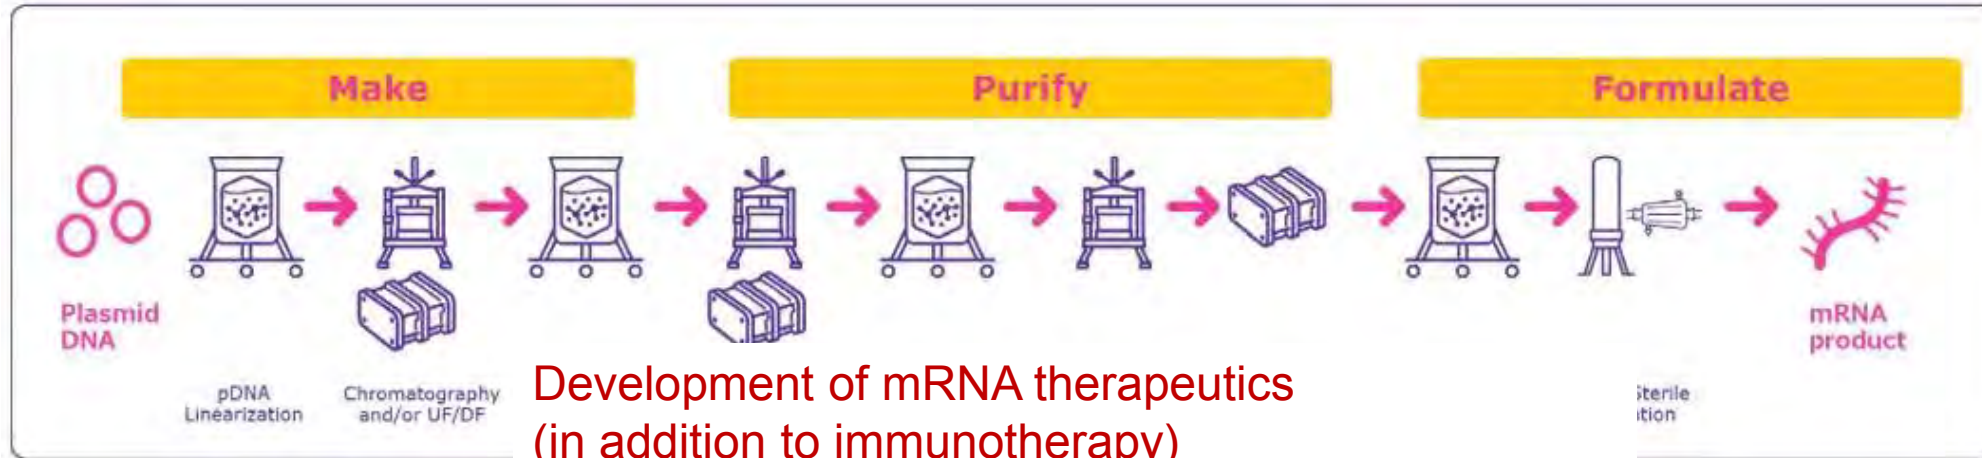 Make
Purify
Formulate
Plasmid
DNA
mRNA
product
pDNA
Linearization
Chromatography
and/or UF/DF
Development of mRNA therapeutics
(in addition to immunotherapy)